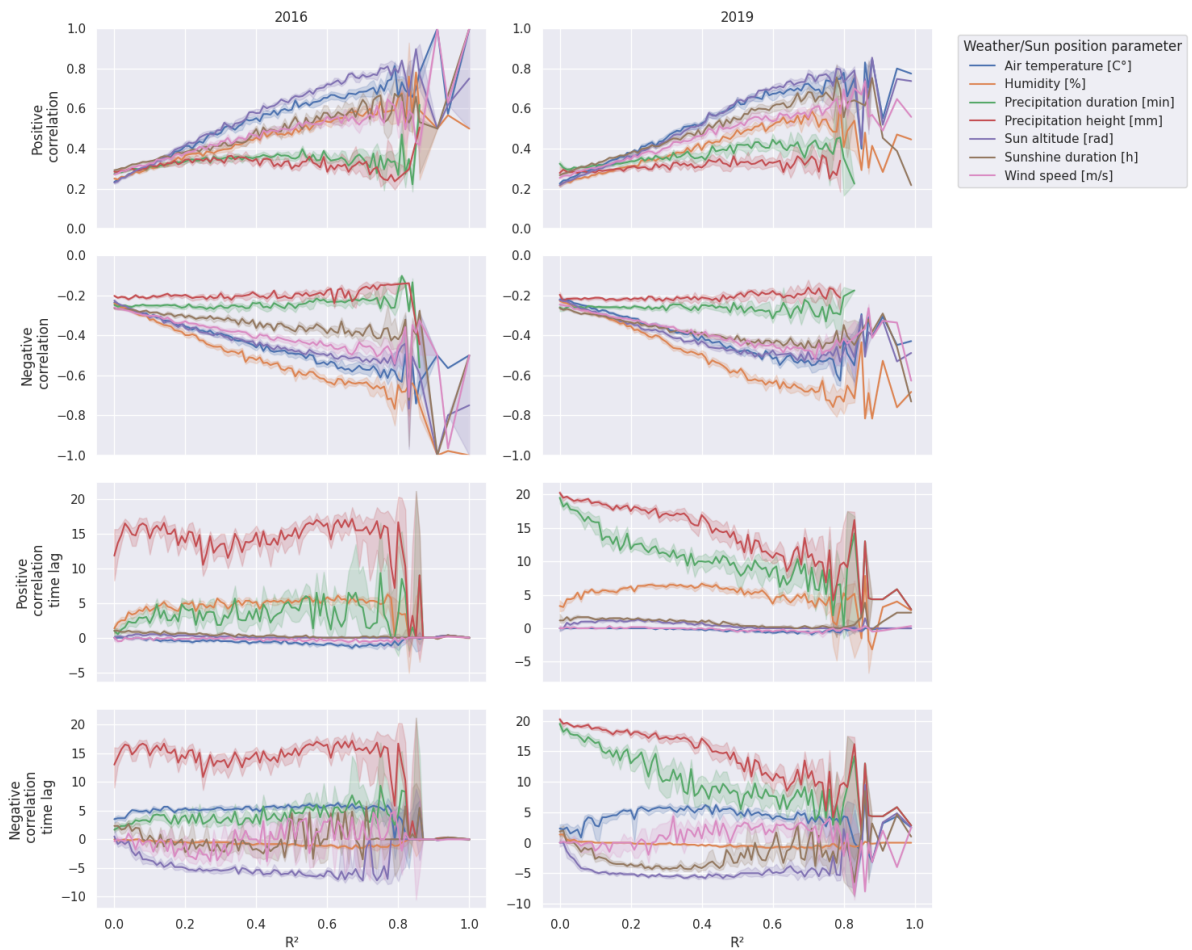 2016
2019
Weather/Sun position parameter
Air temperature [C°]
Humidity [%]
Precipitation duration [min]
Precipitation height [mm]
Sun altitude [rad]
Sunshine duration [h]
Wind speed [m/s]
Positive
correlation
1.0
0.8
0.6
0.4
0.2
0.0
1.0
0.8
0.6
0.4
0.2
0.0
Negative
correlation
0.0
−0.2
−0.4
−0.6
−0.8
−1.0
0.0
−0.2
−0.4
−0.6
−0.8
−1.0
Positive
correlation
time lag
20
15
10
5
0
−5
20
15
10
5
0
−5
Negative
correlation
time lag
20
15
10
5
0
−5
−10
20
15
10
5
0
−5
−10
0.0 0.2 0.4 0.6 0.8 1.0
0.0 0.2 0.4 0.6 0.8 1.0
R²
R²